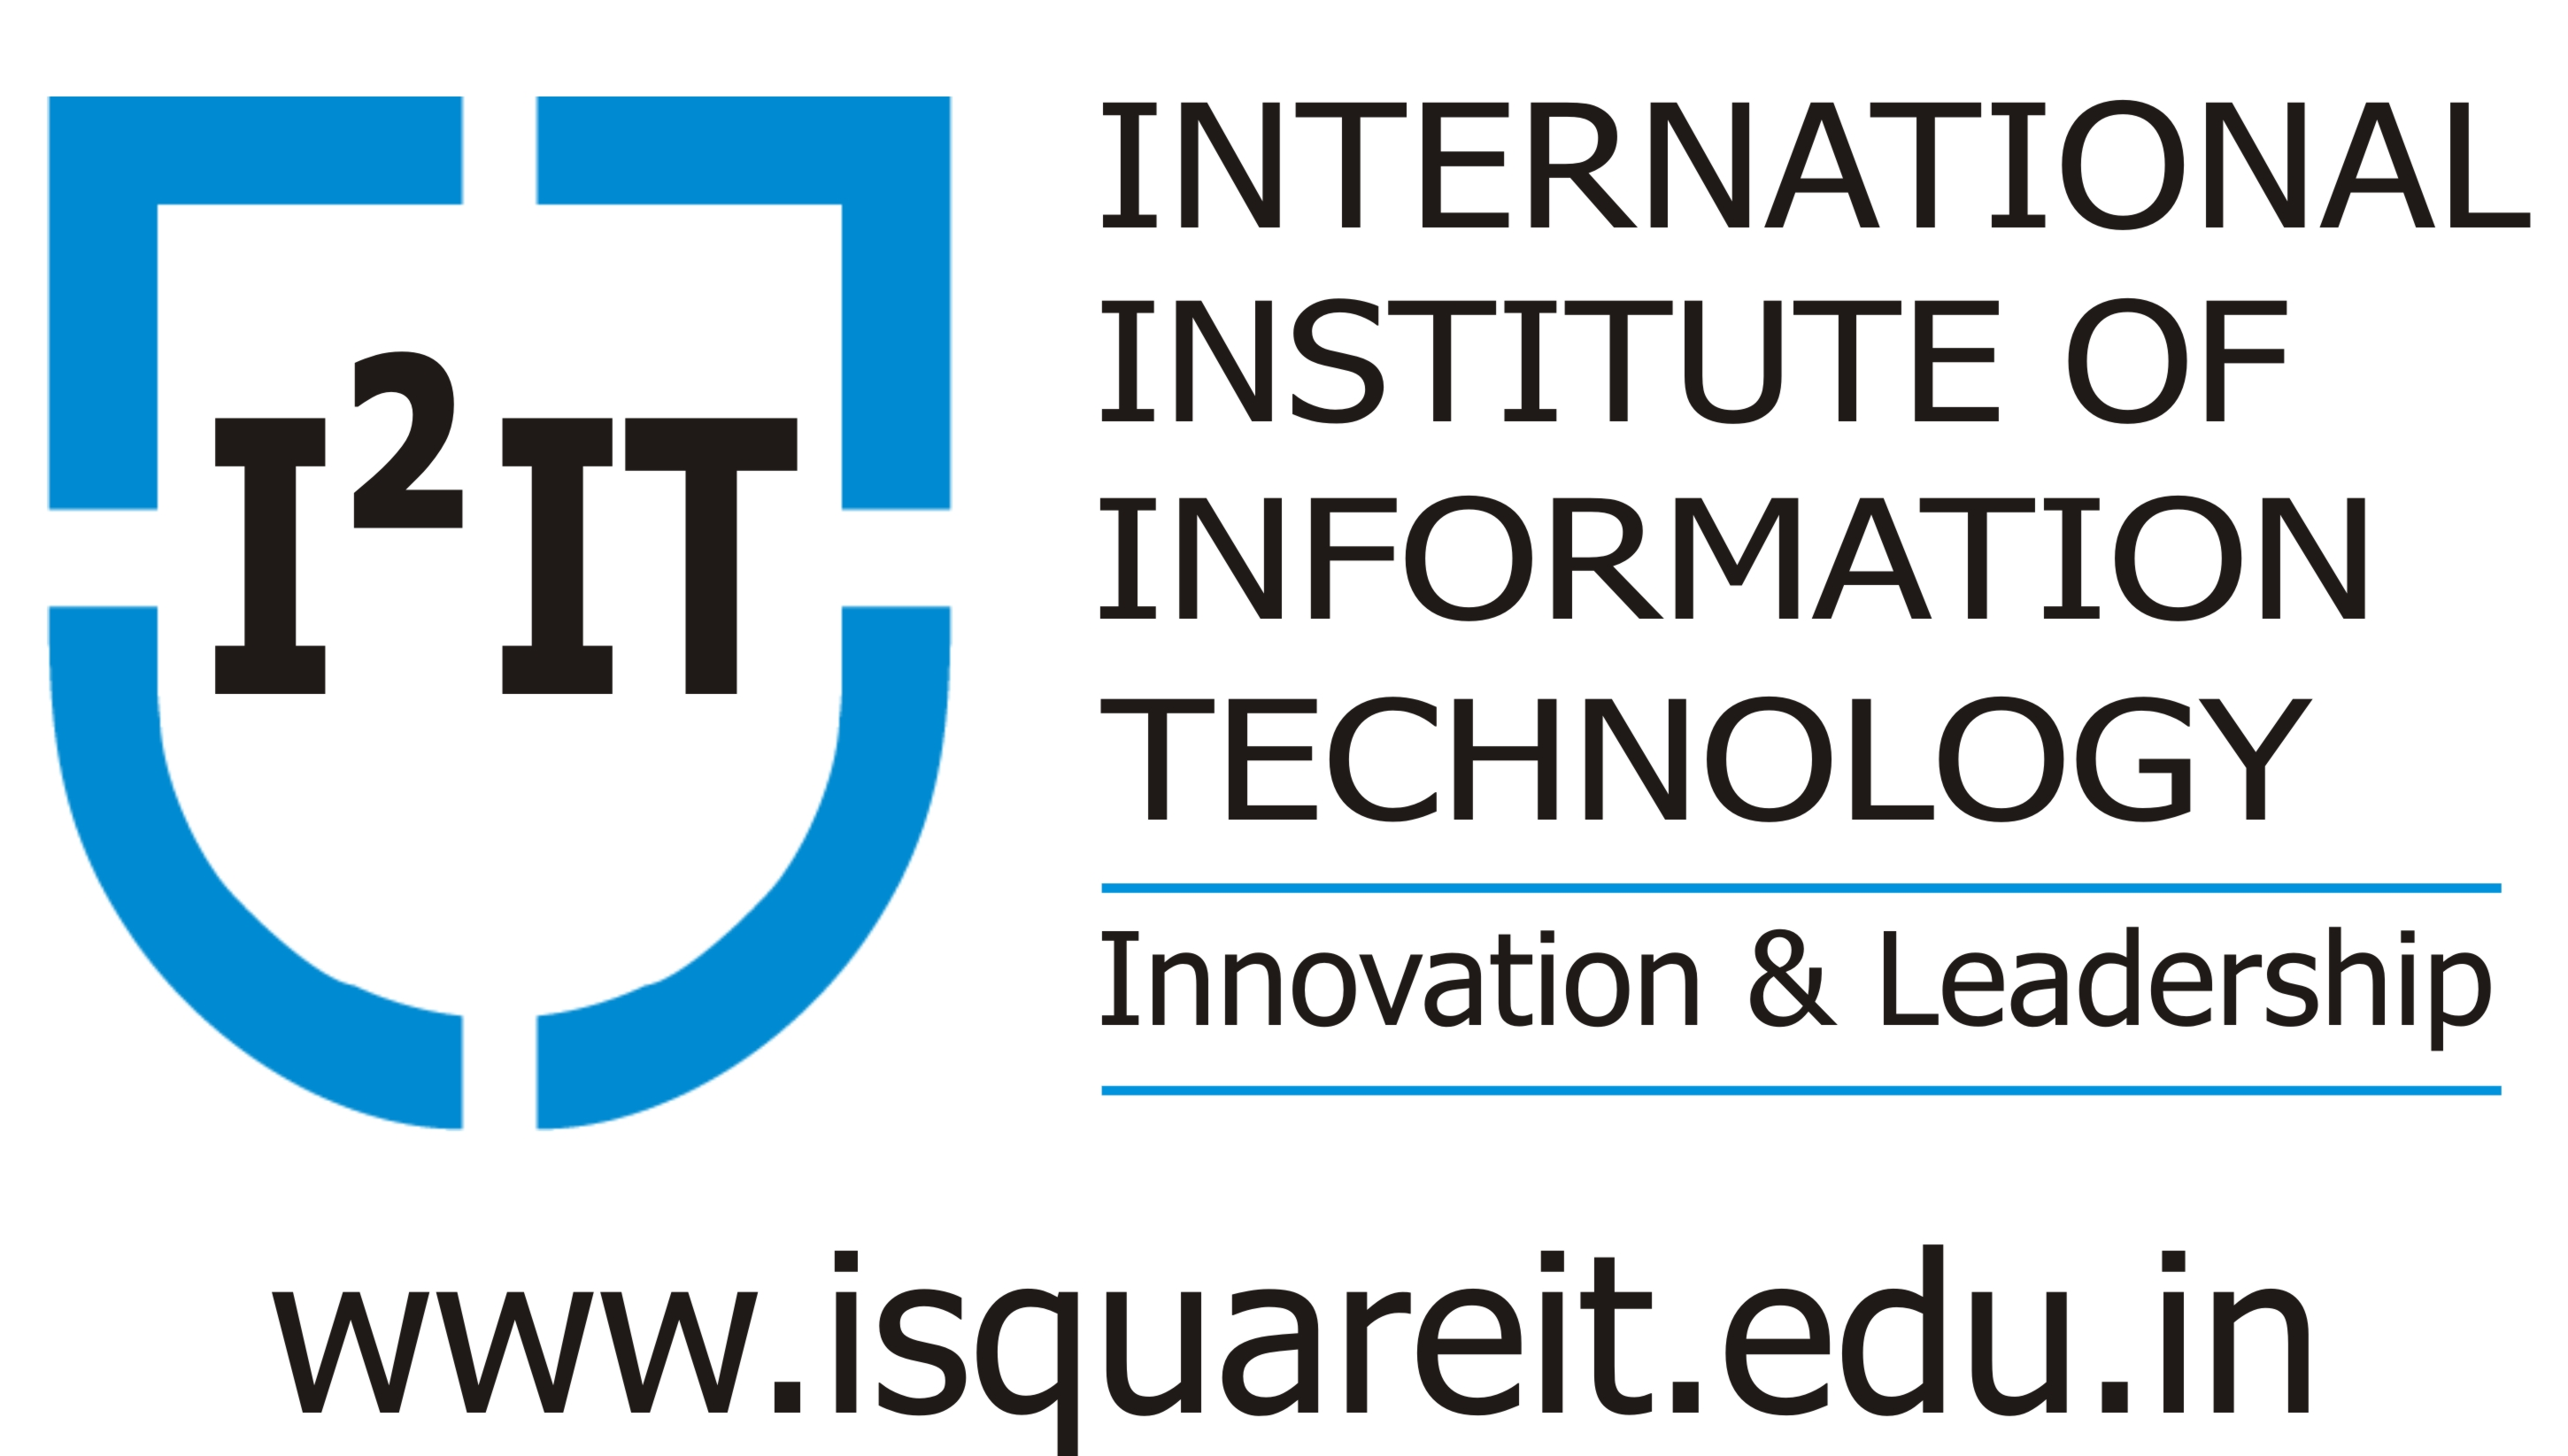 I²IT
INTERNATIONAL
INSTITUTE OF
INFORMATION
TECHNOLOGY
Innovation & Leadership
www.isquareit.edu.in